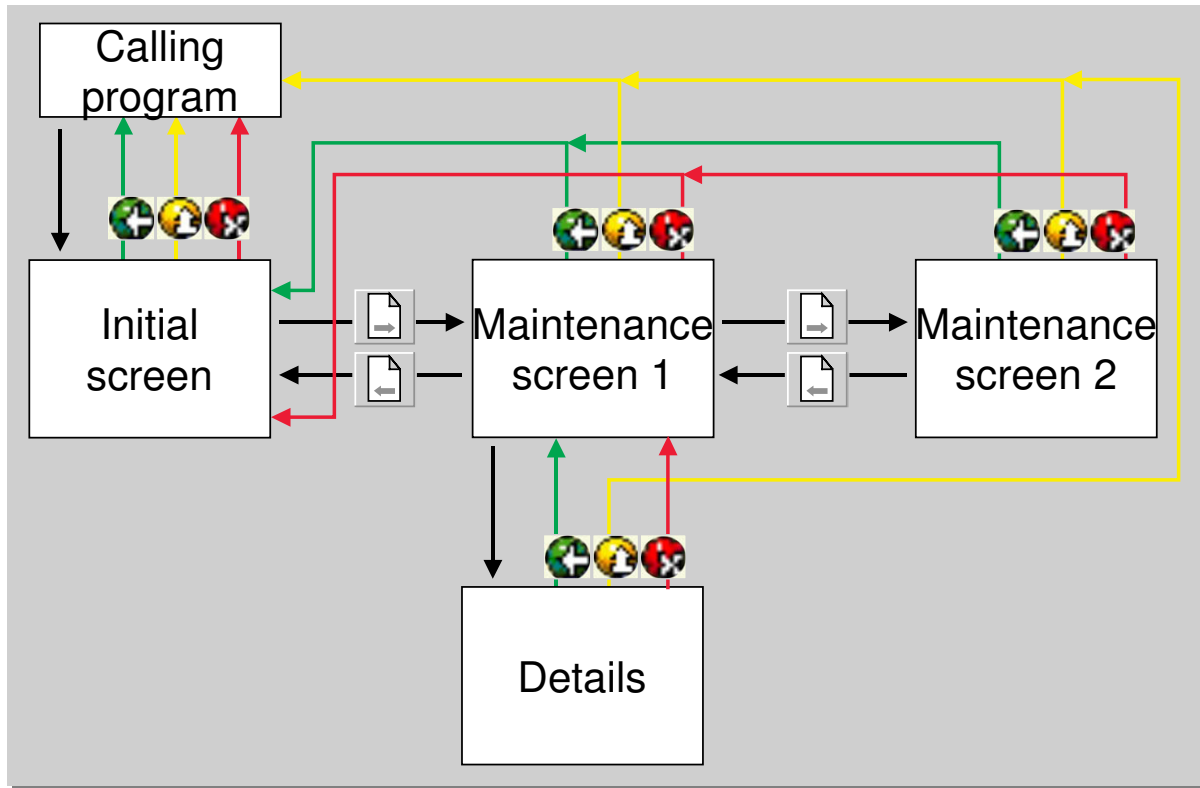 Calling
program
Initial
screen
Maintenance
screen 1
Maintenance
screen 2
Details